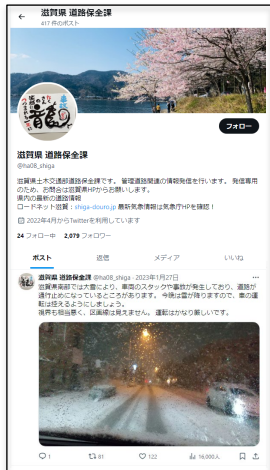 滋賀県 道路保全課
417 件のポスト
フォロー
滋賀県 道路保全課
@ha08_shiga
滋賀県土木交通部道路保全課です。 管理道路関連の情報発信を行います。 発信専用
のため、お問合は滋賀県HPからお願いします。
県内の最新の道路情報
ロードネット滋賀：shiga-douro.jp 最新気象情報は気象庁HPを確認！
2022年4月からTwitterを利用しています
24 フォロー中 2,079 フォロワー
ポスト 返信 メディア いいね
滋賀県 道路保全課 @ha08_shiga · 2023年1月27日
滋賀県南部では大雪により、車両のスタックや事故が発生しており、道路が
通行止めになっているところがあります。 今晩は雪が降りますので、車の運
転は控えるようにしましょう。
視界も相当悪く、区画線は見えません。 運転はかなり厳しいです。
1 81 122 16,000人